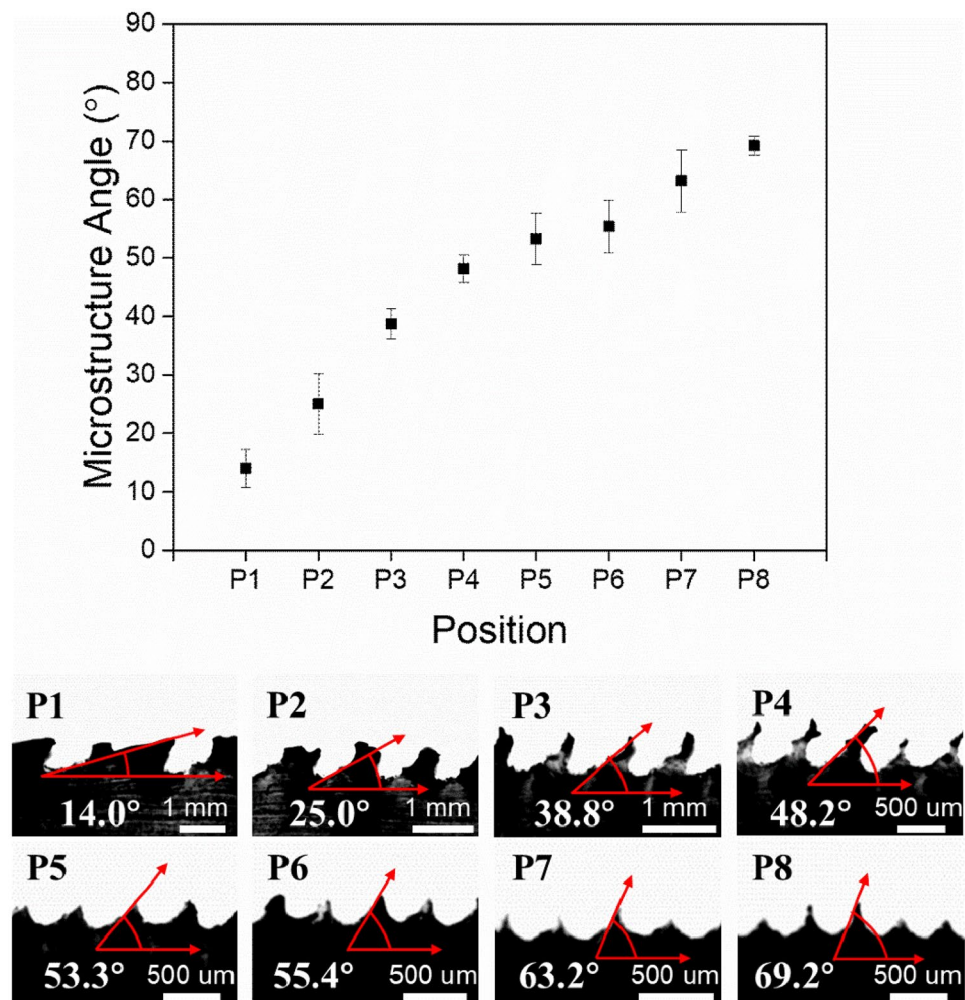 90
80
70
60
50
40
30
20
10
0
Microstructure Angle (°)
P1 P2 P3 P4 P5 P6 P7 P8
Position
P1
14.0°
1 mm
P2
25.0°
1 mm
P3
38.8°
1 mm
P4
48.2°
500 um
P5
53.3°
500 um
P6
55.4°
500 um
P7
63.2°
500 um
P8
69.2°
500 um